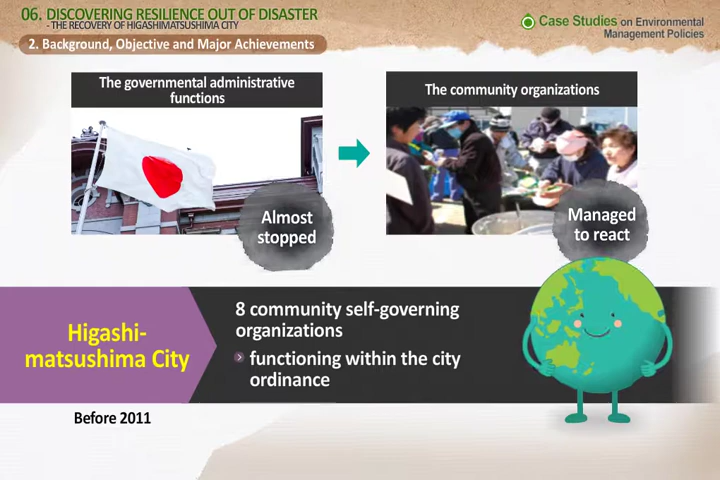 06. DISCOVERING RESILIENCE OUT OF DISASTER
- THE RECOVERY OF HIGASHIMATSUSHIMA CITY
Case Studies on Environmental
Management Policies
2. Background, Objective and Major Achievements
The governmental administrative
functions
Almost
stopped
The community organizations
Managed
to react
Higashi-
matsushima City
8 community self-governing
organizations
functioning within the city
ordinance
Before 2011